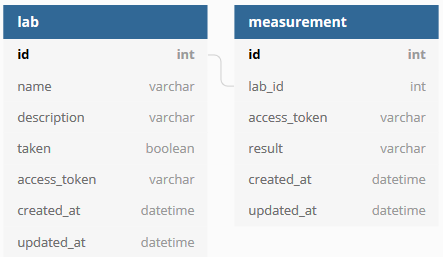 lab
id int
name varchar
description varchar
taken boolean
access_token varchar
created_at datetime
updated_at datetime
measurement
id int
lab_id int
access_token varchar
result varchar
created_at datetime
updated_at datetime